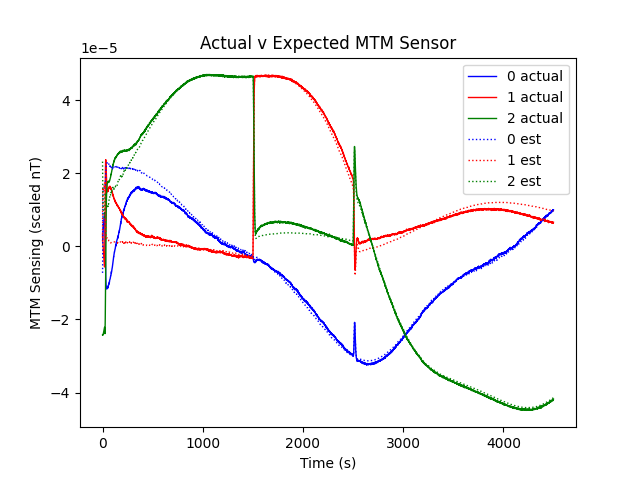 Actual v Expected MTM Sensor
1e−5
MTM Sensing (scaled nT)
4
2
0
−2
−4
0 actual
1 actual
2 actual
0 est
1 est
2 est
0 1000 2000 3000 4000
Time (s)